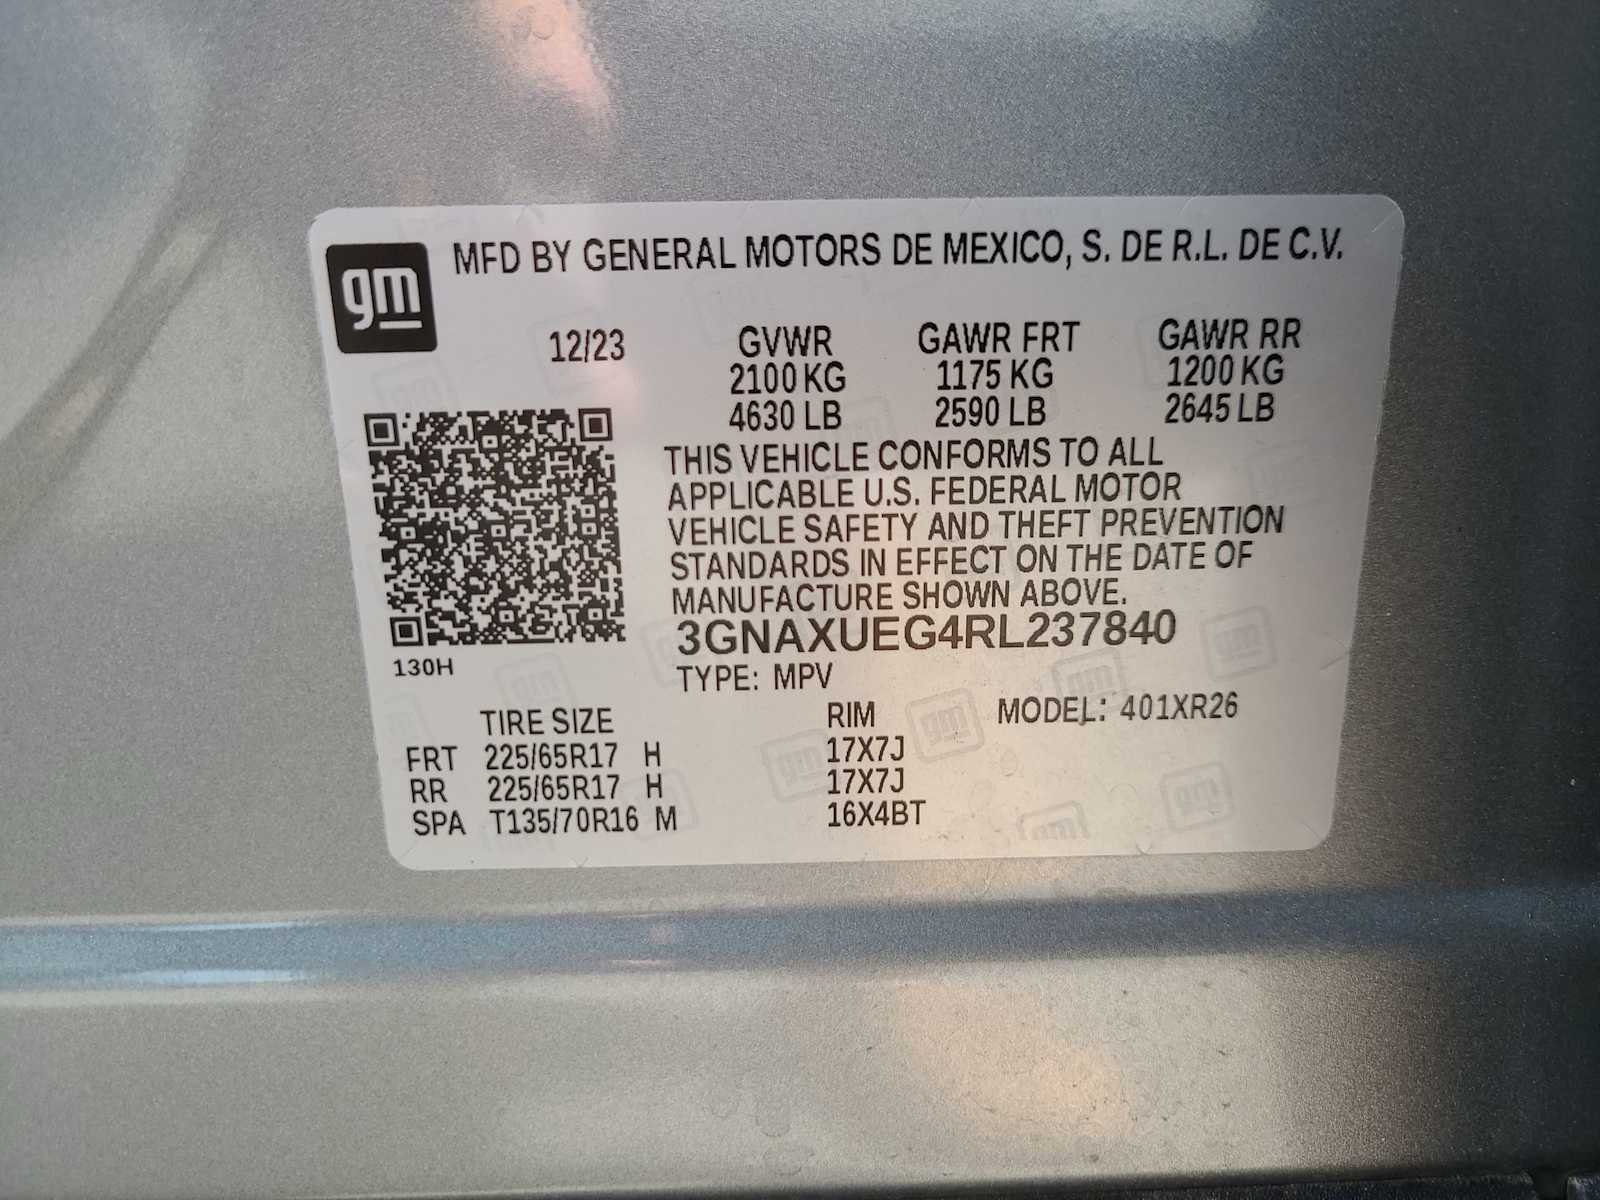 gm MFD BY GENERAL MOTORS DE MEXICO, S. DE R.L. DE C.V.
12/23 GVWR GAWR FRT GAWR RR
2100 KG 1175 KG 1200 KG
4630 LB 2590 LB 2645 LB
THIS VEHICLE CONFORMS TO ALL
APPLICABLE U.S. FEDERAL MOTOR
VEHICLE SAFETY AND THEFT PREVENTION
STANDARDS IN EFFECT ON THE DATE OF
MANUFACTURE SHOWN ABOVE.
3GNAXUEG4RL237840
130H
TYPE: MPV
TIRE SIZE RIM MODEL: 401XR26
FRT 225/65R17 H 17X7J
RR 225/65R17 H 17X7J
SPA T135/70R16 M 16X4BT